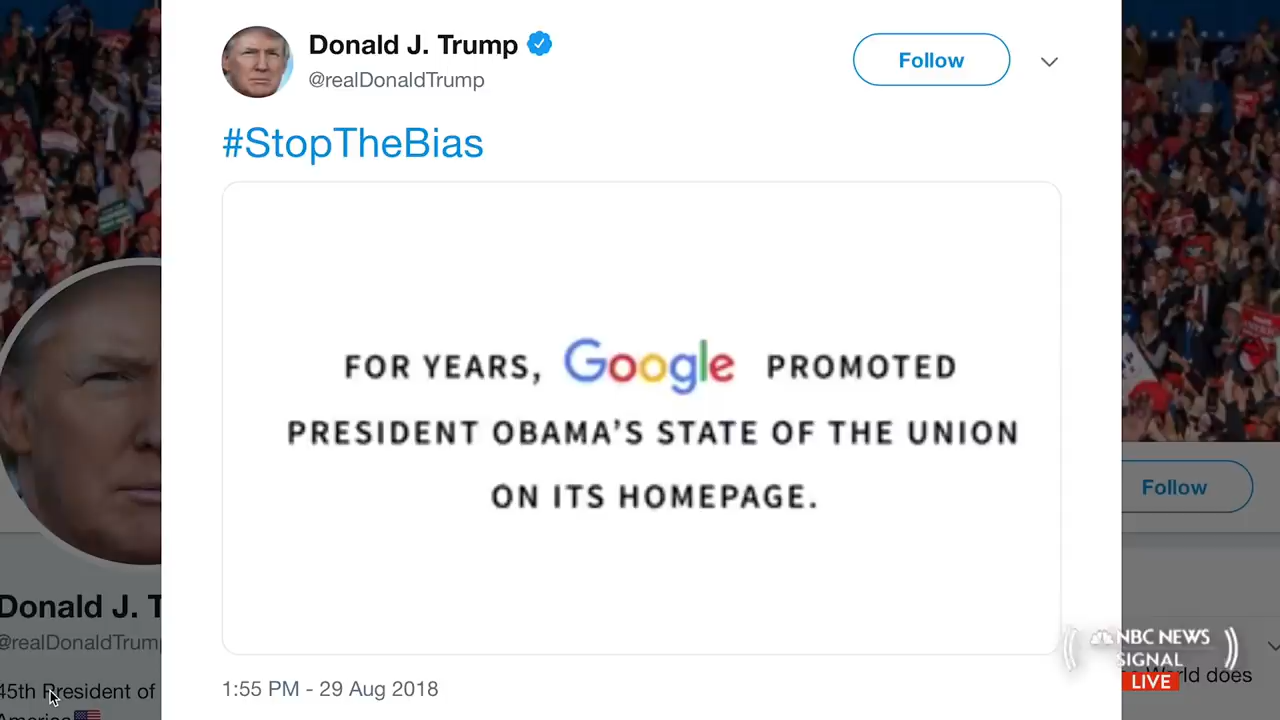 Donald J. Trump
@realDonaldTrump
Follow
#StopTheBias
FOR YEARS, Google PROMOTED
PRESIDENT OBAMA'S STATE OF THE UNION
ON ITS HOMEPAGE.
1:55 PM - 29 Aug 2018
Follow
Donald J. T
@realDonaldTrum
45th President of
World does
NBC NEWS
SIGNAL
LIVE